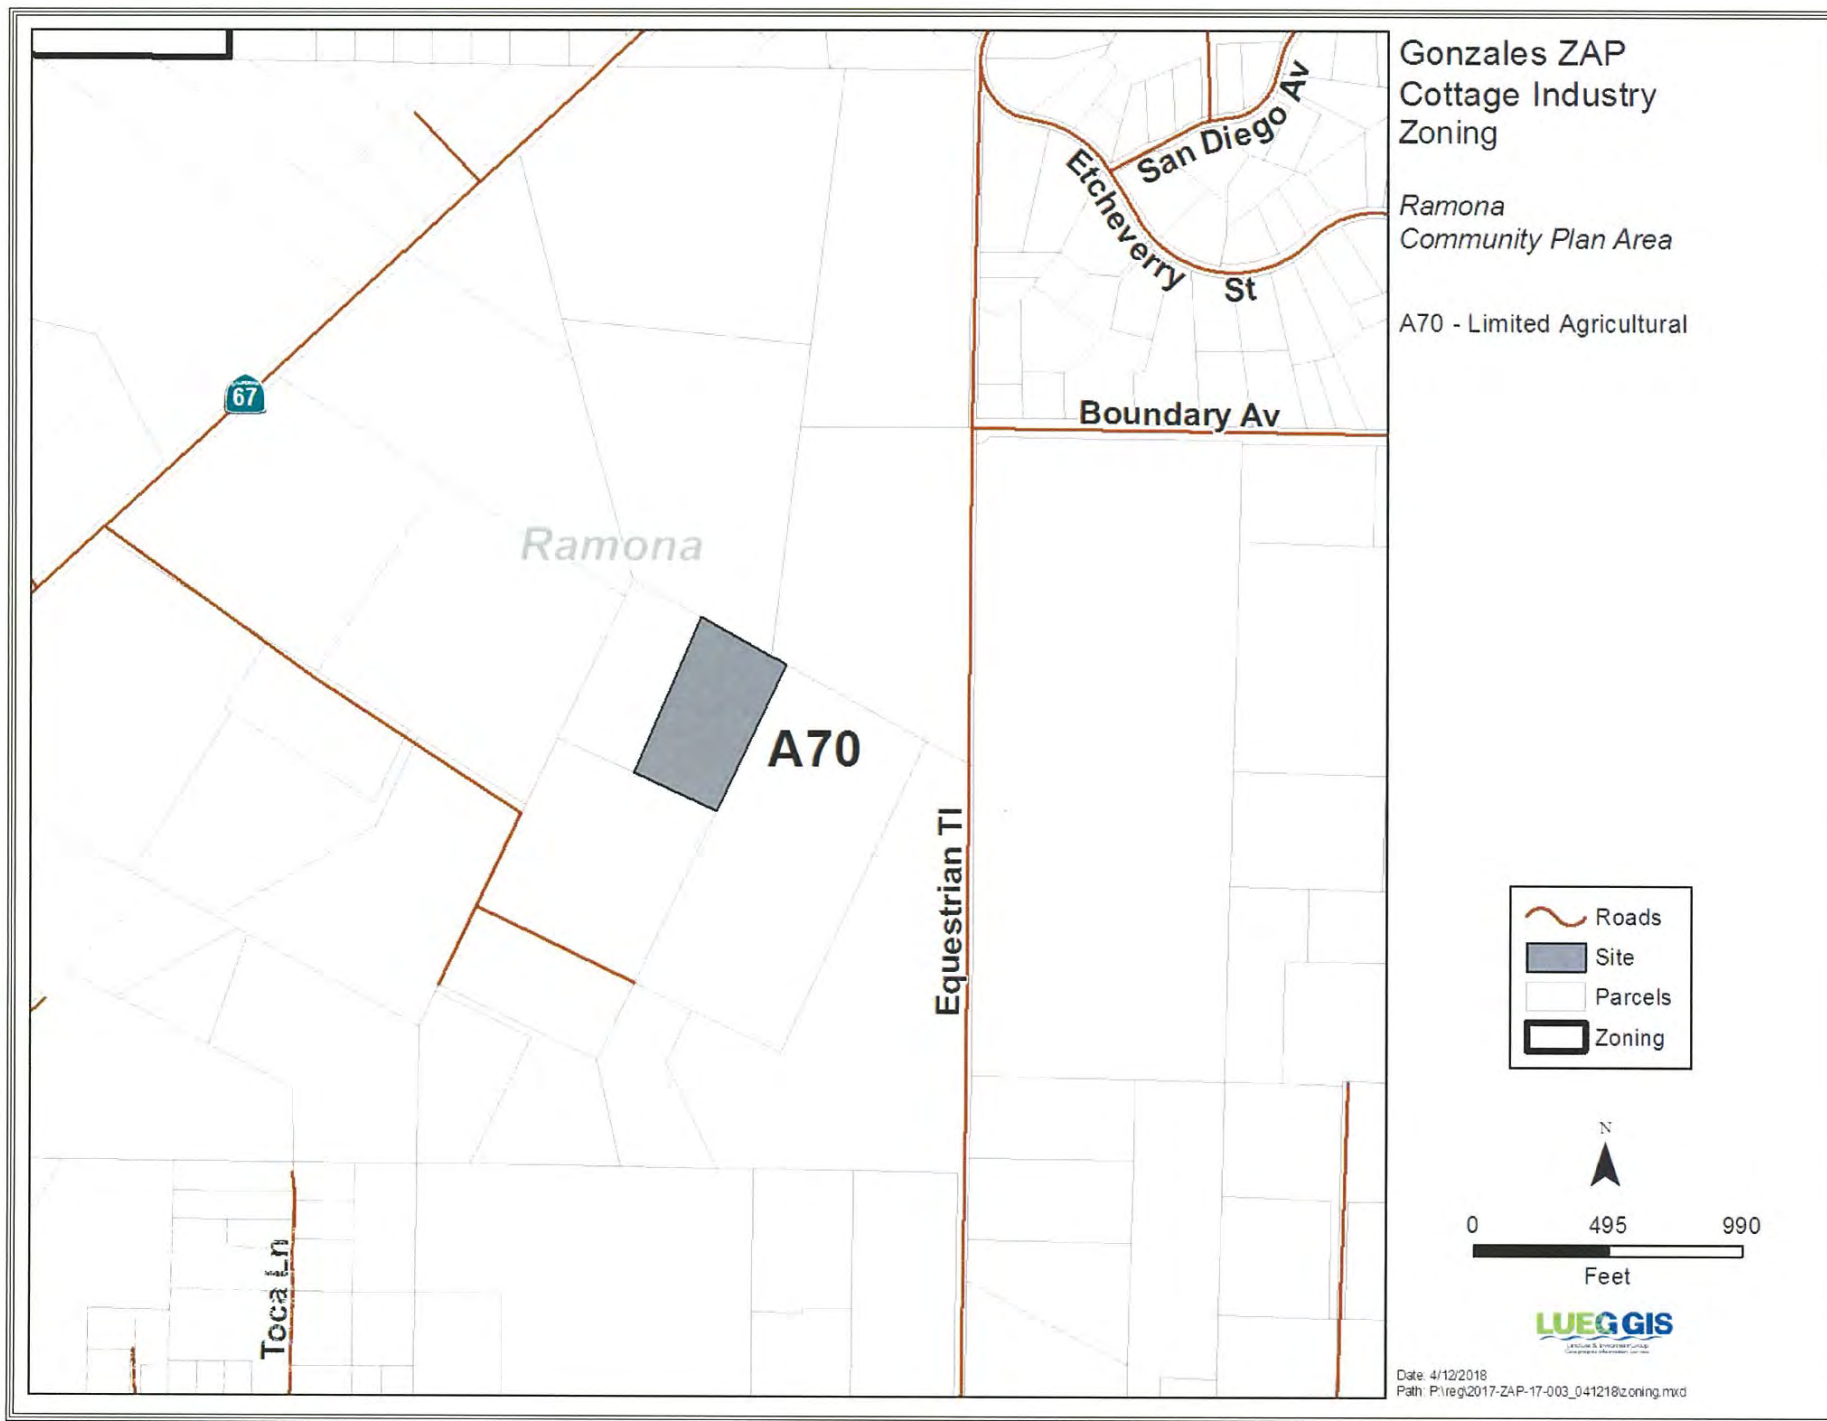 Gonzales ZAP
Cottage Industry
Zoning
Ramona
Community Plan Area
A70 - Limited Agricultural
San Diego Av
Etcheverry St
67
Boundary Av
Ramona
A70
Equestrian Tl
Toca Ln
Roads
Site
Parcels
Zoning
N
0 495 990
Feet
LUEG GIS
Date: 4/12/2018
Path: P:\reg\2017-ZAP-17-003_041218\zoning.mxd